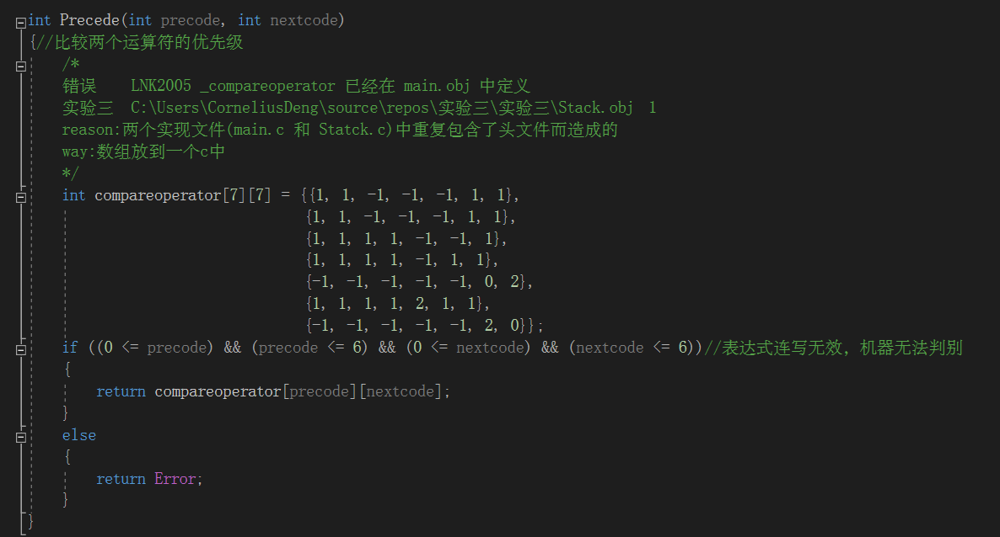 int Precede(int precode, int nextcode)
{//比较两个运算符的优先级
/*
错误 LNK2005 _compareoperator 已经在 main.obj 中定义
实验三 C:\Users\CorneliusDeng\source\repos\实验三\实验三\Stack.obj 1
reason:两个实现文件(main.c 和 Statck.c)中重复包含了头文件而造成的
way:数组放到一个c中
*/
int compareoperator[7][7] = {{1, 1, -1, -1, -1, 1, 1},
{1, 1, -1, -1, -1, 1, 1},
{1, 1, 1, 1, -1, -1, 1},
{1, 1, 1, 1, -1, 1, 1},
{-1, -1, -1, -1, -1, 0, 2},
{1, 1, 1, 1, 2, 1, 1},
{-1, -1, -1, -1, -1, 2, 0}};
if ((0 <= precode) && (precode <= 6) && (0 <= nextcode) && (nextcode <= 6))//表达式连写无效，机器无法判别
{
return compareoperator[precode][nextcode];
}
else
{
return Error;
}
}